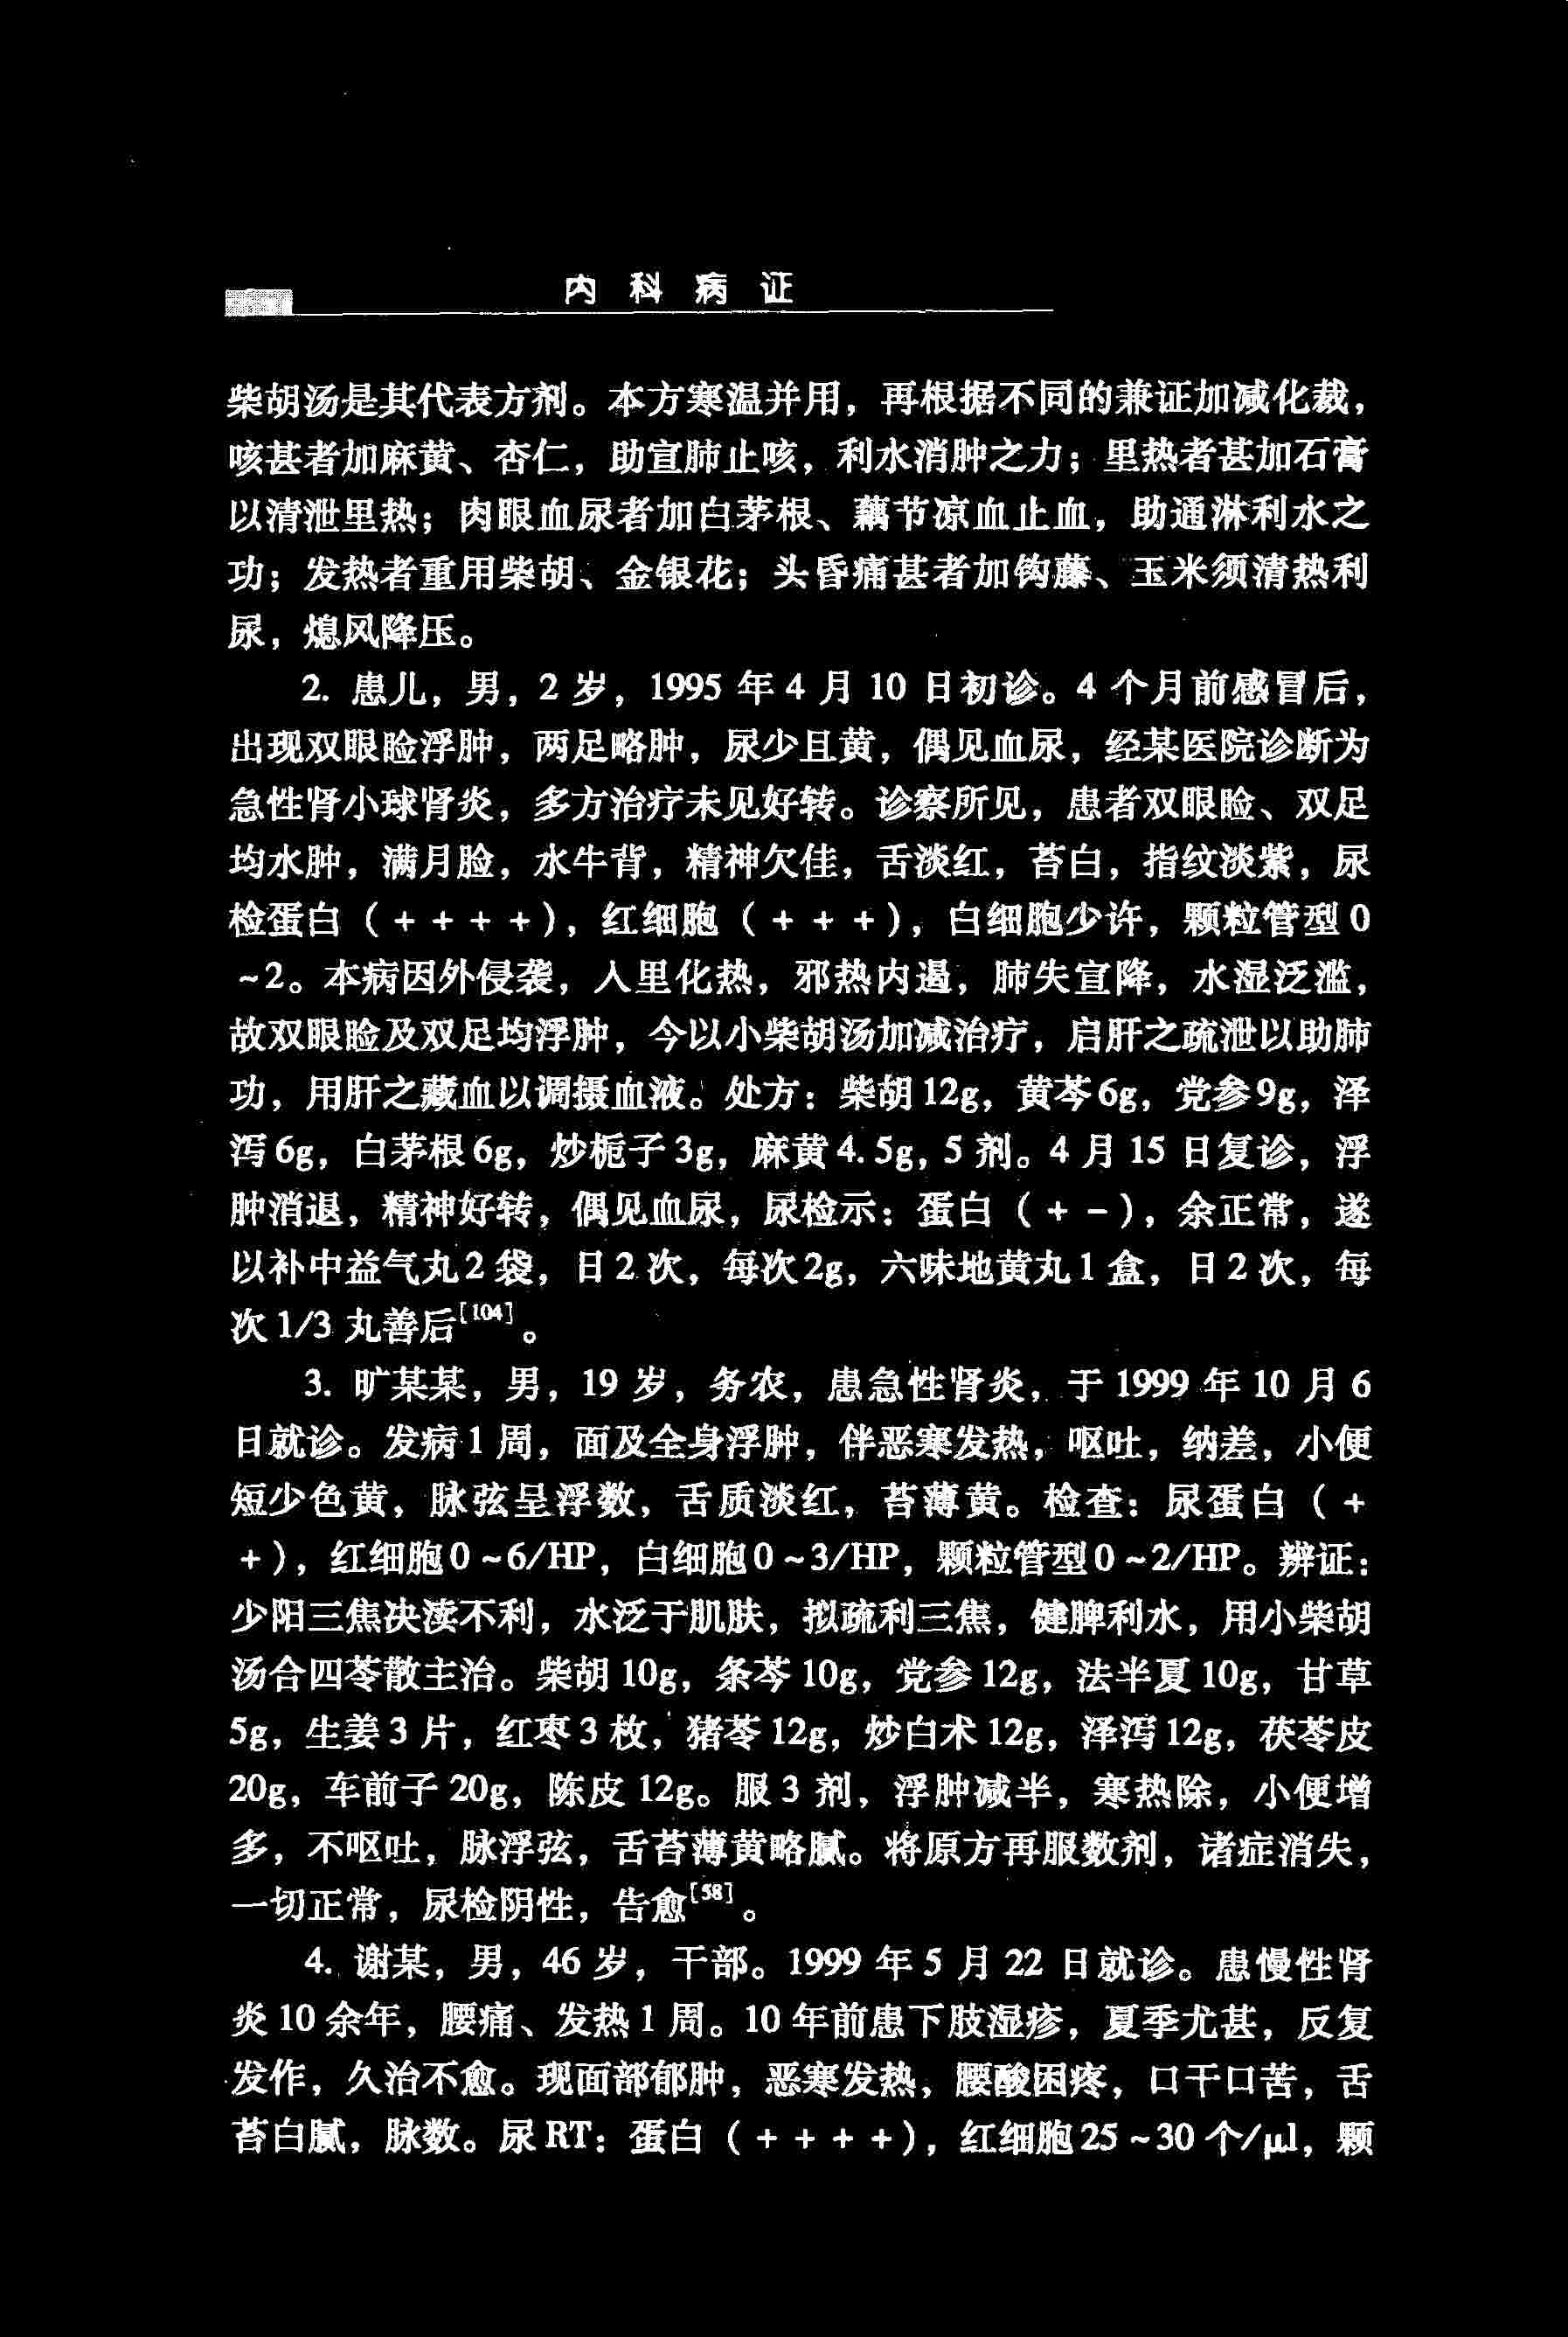 内科病证
柴胡汤是其代表方剂。本方寒温并用，再根据不同的兼证加减化裁，
咳甚者加麻黄、杏仁，助宣肺止咳，利水消肿之力；里热者甚加石膏
以清泄里热；肉眼血尿者加白茅根、藕节凉血止血，助通淋利水之
功；发热者重用柴胡、金银花；头昏痛甚者加钩藤、玉米须清热利
尿，熄风降压。
2. 患儿，男，2 岁，1995 年 4 月 10 日初诊。4 个月前感冒后，
出现双眼睑浮肿，两足略肿，尿少且黄，偶见血尿，经某医院诊断为
急性肾小球肾炎，多方治疗未见好转。诊察所见，患者双眼睑、双足
均水肿，满月脸，水牛背，精神欠佳，舌淡红，苔白，指纹淡紫，尿
检蛋白（＋＋＋＋），红细胞（＋＋＋），白细胞少许，颗粒管型 0
~2。本病因外侵袭，人里化热，邪热内遏，肺失宣降，水湿泛滥，
故双眼睑及双足均浮肿，今以小柴胡汤加减治疗，启肝之疏泄以助肺
功，用肝之藏血以调摄血液。处方：柴胡 12g，黄芩 6g，党参 9g，泽
泻 6g，白茅根 6g，炒栀子 3g，麻黄 4.5g，5 剂。4 月 15 日复诊，浮
肿消退，精神好转，偶见血尿，尿检示：蛋白（＋－），余正常，遂
以补中益气丸 2 袋，日 2 次，每次 2g，六味地黄丸 1 盒，日 2 次，每
次 1/3 丸善后[104]。
3. 旷某某，男，19 岁，务农，患急性肾炎，于 1999 年 10 月 6
日就诊。发病 1 周，面及全身浮肿，伴恶寒发热，呕吐，纳差，小便
短少色黄，脉弦呈浮数，舌质淡红，苔薄黄。检查：尿蛋白（＋
＋），红细胞 0~6/HP，白细胞 0~3/HP，颗粒管型 0~2/HP。辨证：
少阳三焦决渎不利，水泛于肌肤，拟疏利三焦，健脾利水，用小柴胡
汤合四苓散主治。柴胡 10g，条芩 10g，党参 12g，法半夏 10g，甘草
5g，生姜 3 片，红枣 3 枚，猪苓 12g，炒白术 12g，泽泻 12g，茯苓皮
20g，车前子 20g，陈皮 12g。服 3 剂，浮肿减半，寒热除，小便增
多，不呕吐，脉浮弦，舌苔薄黄略腻。将原方再服数剂，诸症消失，
一切正常，尿检阴性，告愈[58]。
4. 谢某，男，46 岁，干部。1999 年 5 月 22 日就诊。患慢性肾
炎 10 余年，腰痛、发热 1 周。10 年前患下肢湿疹，夏季尤甚，反复
发作，久治不愈。现面部郁肿，恶寒发热，腰酸困疼，口干口苦，舌
苔白腻，脉数。尿 RT：蛋白（＋＋＋＋），红细胞 25~30 个/μl，颗